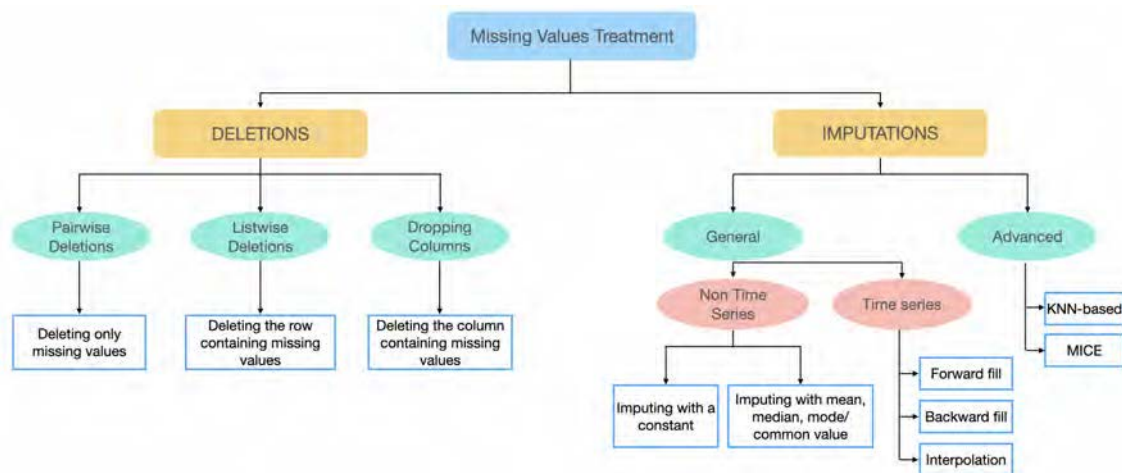 Missing Values Treatment
DELETIONS
IMPUTATIONS
Pairwise
Deletions
Listwise
Deletions
Dropping
Columns
General
Advanced
Deleting only
missing values
Deleting the row
containing missing values
Deleting the column
containing missing values
Non Time
Series
Time series
KNN-based
MICE
Imputing with a
constant
Imputing with mean,
median, mode/
common value
Forward fill
Backward fill
Interpolation